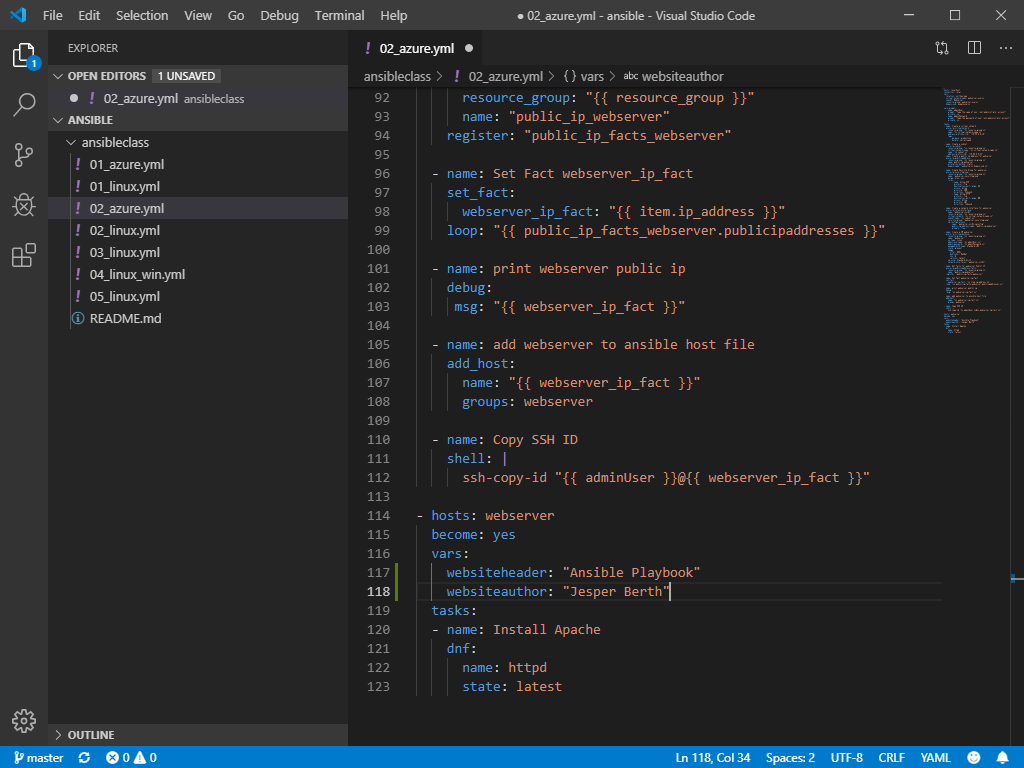 File Edit Selection View Go Debug Terminal Help ● 02_azure.yml - ansible - Visual Studio Code
EXPLORER
1
OPEN EDITORS 1 UNSAVED
! 02_azure.yml ansibleclass
ANSIBLE
ansibleclass
! 01_azure.yml
! 01_linux.yml
! 02_azure.yml
! 02_linux.yml
! 03_linux.yml
! 04_linux_win.yml
! 05_linux.yml
README.md
OUTLINE
! 02_azure.yml ●
ansibleclass > ! 02_azure.yml > {} vars > abc websiteauthor
92 resource_group: "{{ resource_group }}"
93 name: "public_ip_webserver"
94 register: "public_ip_facts_webserver"
95
96 - name: Set Fact webserver_ip_fact
97 set_fact:
98 webserver_ip_fact: "{{ item.ip_address }}"
99 loop: "{{ public_ip_facts_webserver.publicipaddresses }}"
100
101 - name: print webserver public ip
102 debug:
103 msg: "{{ webserver_ip_fact }}"
104
105 - name: add webserver to ansible host file
106 add_host:
107 name: "{{ webserver_ip_fact }}"
108 groups: webserver
109
110 - name: Copy SSH ID
111 shell: |
112 ssh-copy-id "{{ adminUser }}@{{ webserver_ip_fact }}"
113
114 - hosts: webserver
115 become: yes
116 vars:
117 websiteheader: "Ansible Playbook"
118 websiteauthor: "Jesper Berth"
119 tasks:
120 - name: Install Apache
121 dnf:
122 name: httpd
123 state: latest
master 0 0 Ln 118, Col 34 Spaces: 2 UTF-8 CRLF YAML